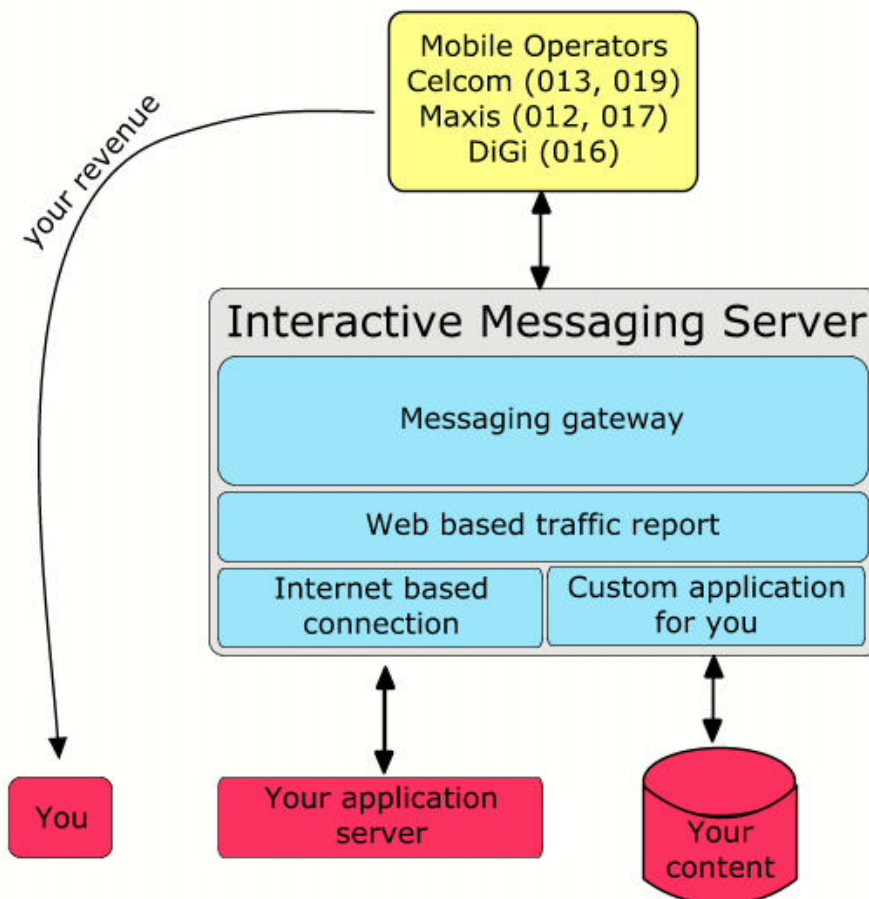 Mobile Operators
Celcom (013, 019)
Maxis (012, 017)
DiGi (016)
your revenue
Interactive Messaging Server
Messaging gateway
Web based traffic report
Internet based
connection
Custom application
for you
You
Your application
server
Your
content